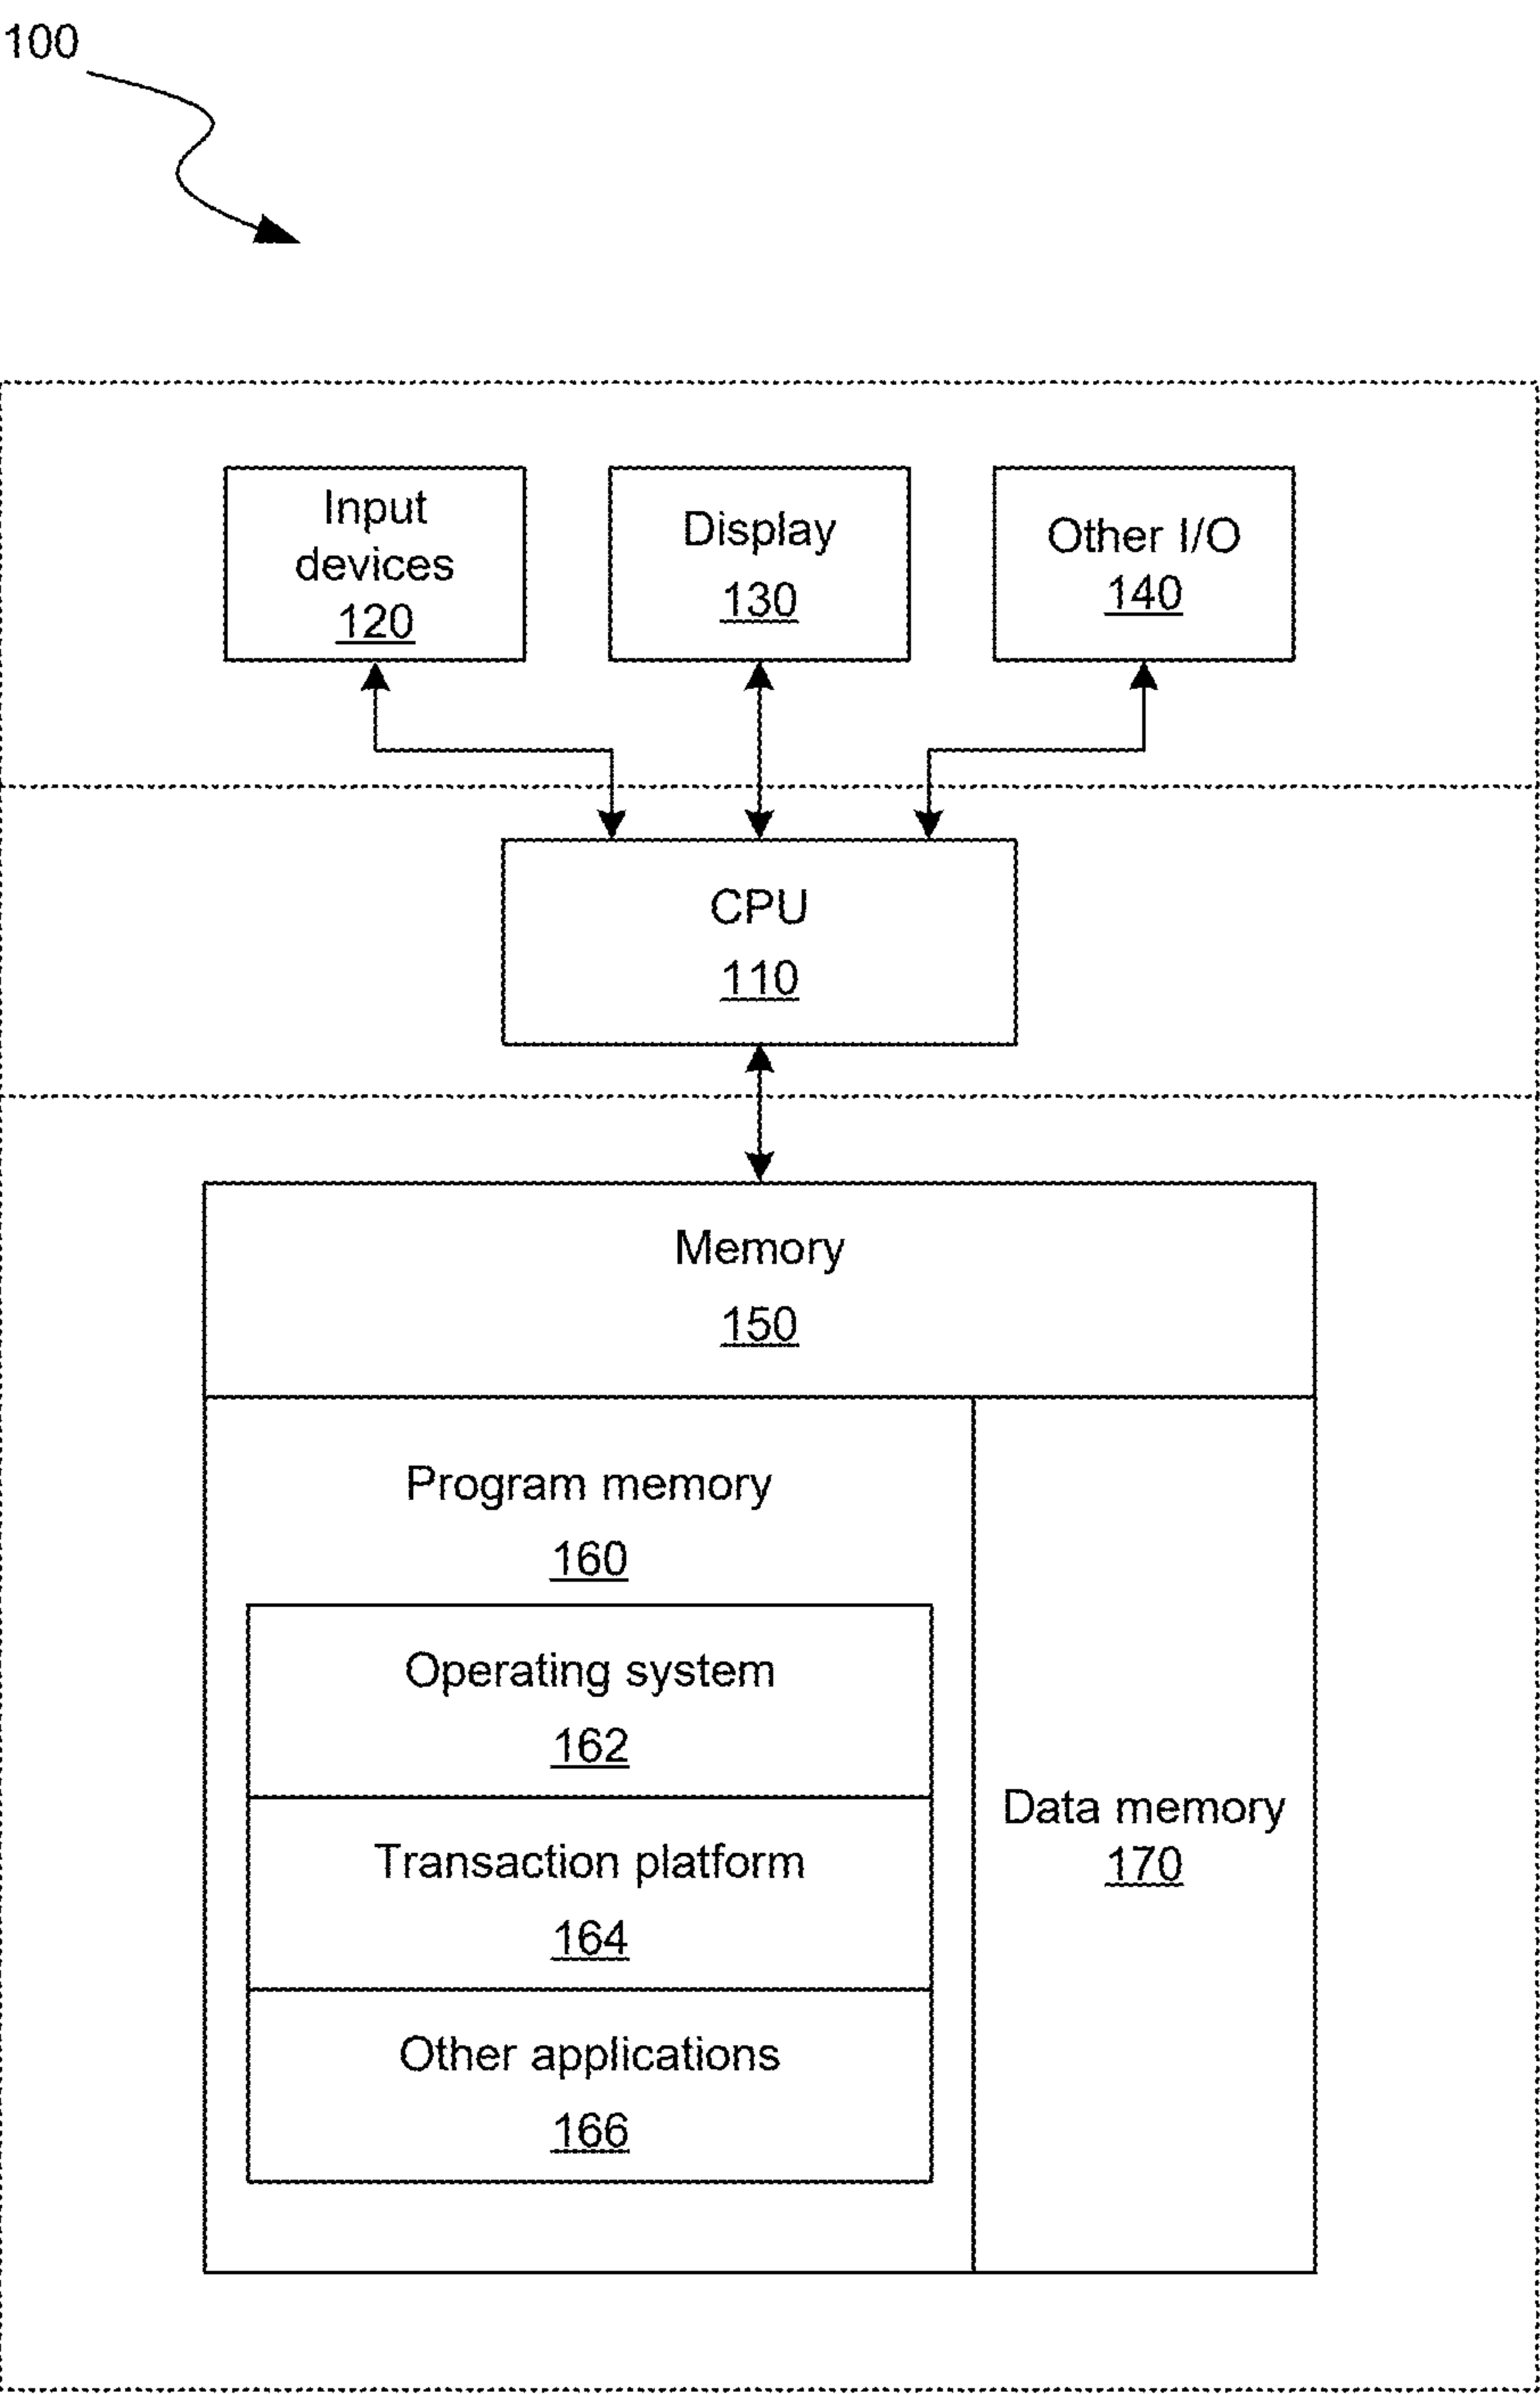 100
Input
devices
120
Display
130
Other I/O
140
CPU
110
Memory
150
Program memory
160
Operating system
162
Transaction platform
164
Other applications
166
Data memory
170